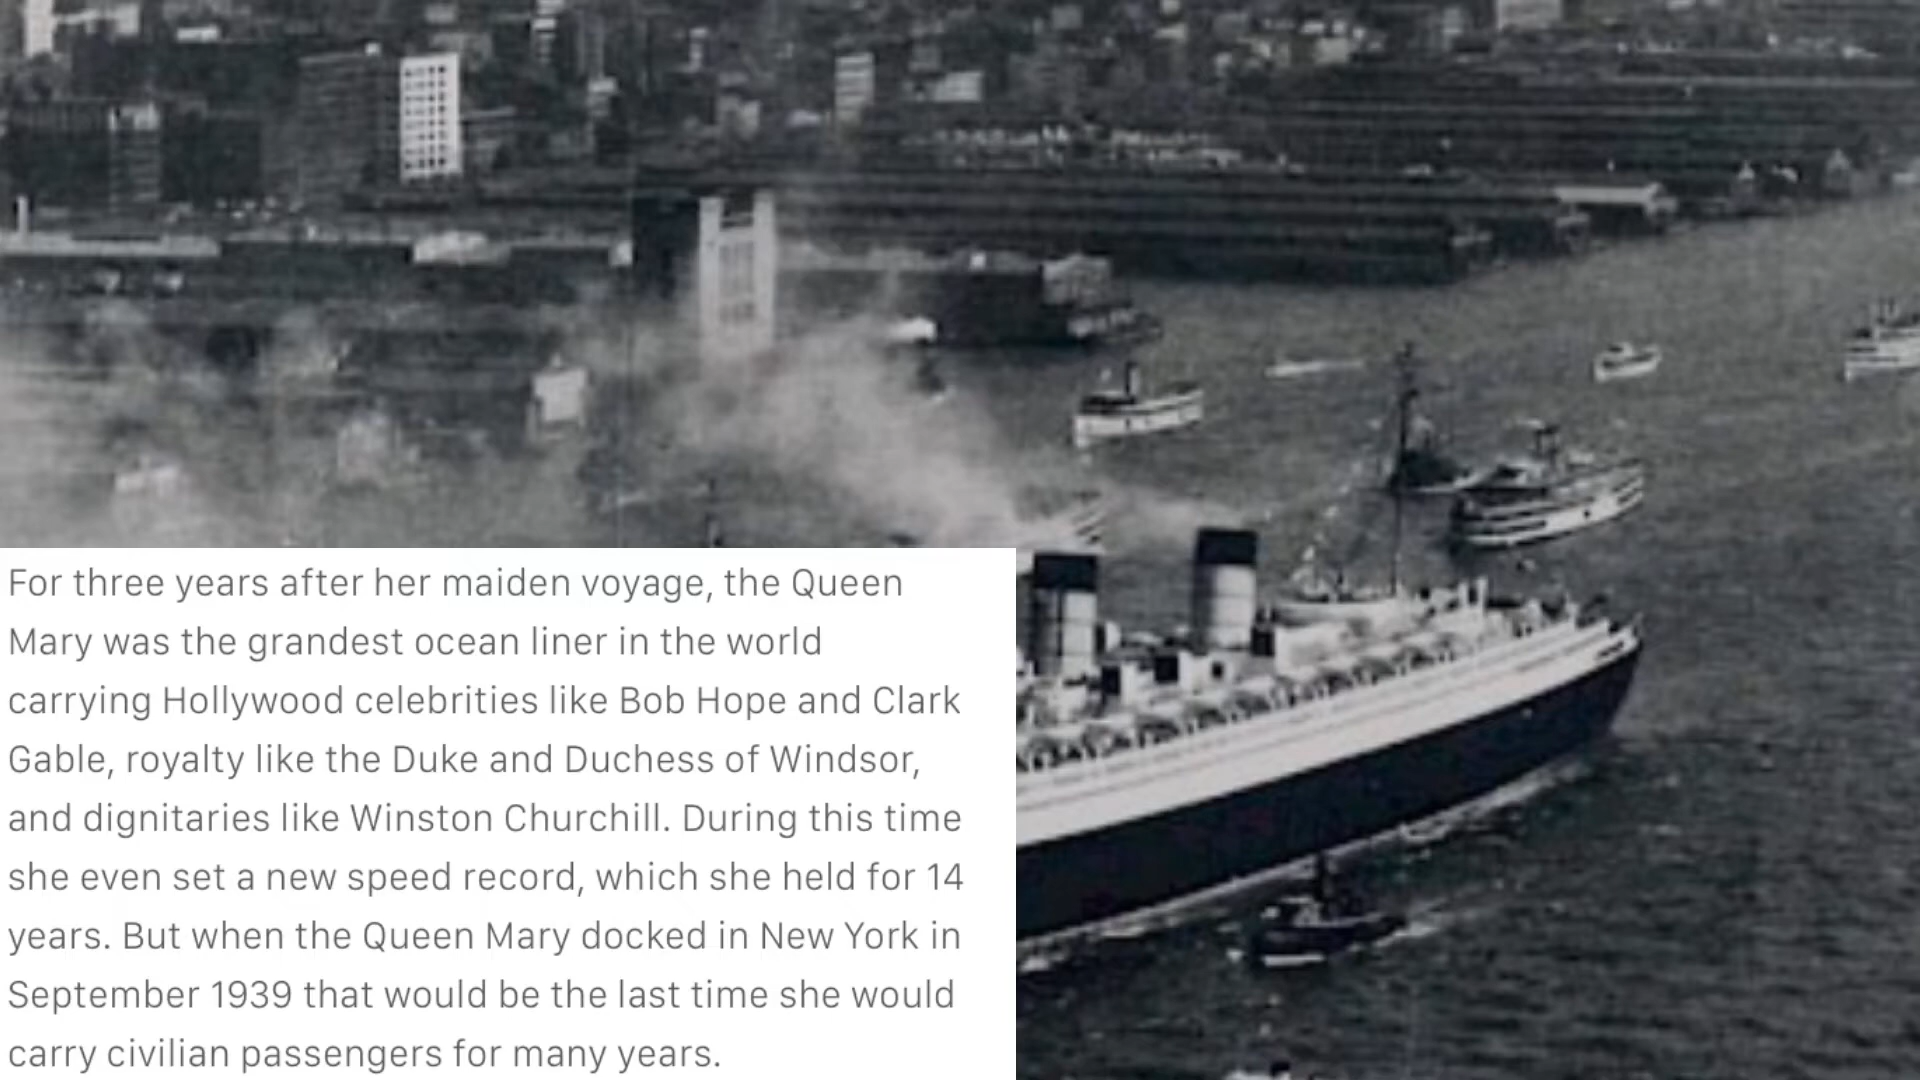 For three years after her maiden voyage, the Queen
Mary was the grandest ocean liner in the world
carrying Hollywood celebrities like Bob Hope and Clark
Gable, royalty like the Duke and Duchess of Windsor,
and dignitaries like Winston Churchill. During this time
she even set a new speed record, which she held for 14
years. But when the Queen Mary docked in New York in
September 1939 that would be the last time she would
carry civilian passengers for many years.